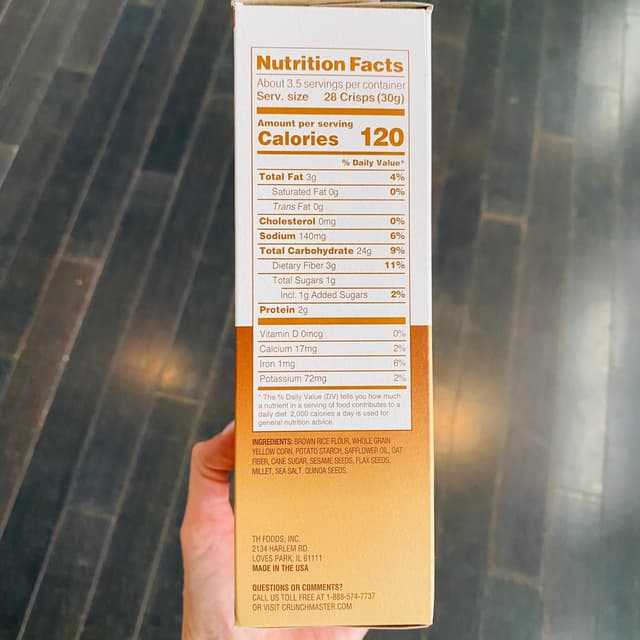 Nutrition Facts
About 3.5 servings per container
Serv. size 28 Crisps (30g)
Amount per serving
Calories 120
% Daily Value*
Total Fat 3g 4%
Saturated Fat 0g 0%
Trans Fat 0g
Cholesterol 0mg 0%
Sodium 140mg 6%
Total Carbohydrate 24g 9%
Dietary Fiber 3g 11%
Total Sugars 1g
Incl. 1g Added Sugars 2%
Protein 2g
Vitamin D 0mcg 0%
Calcium 17mg 2%
Iron 1mg 6%
Potassium 72mg 2%
* The % Daily Value (DV) tells you how much
a nutrient in a serving of food contributes to a
daily diet. 2,000 calories a day is used for
general nutrition advice.
INGREDIENTS: BROWN RICE FLOUR, WHOLE GRAIN
YELLOW CORN, POTATO STARCH, SAFFLOWER OIL, OAT
FIBER, CANE SUGAR, SESAME SEEDS, FLAX SEEDS,
MILLET, SEA SALT, QUINOA SEEDS.
TH FOODS, INC.
2134 HARLEM RD.
LOVES PARK, IL 61111
MADE IN THE USA
QUESTIONS OR COMMENTS?
CALL US TOLL FREE AT 1-888-574-7737
OR VISIT CRUNCHMASTER.COM